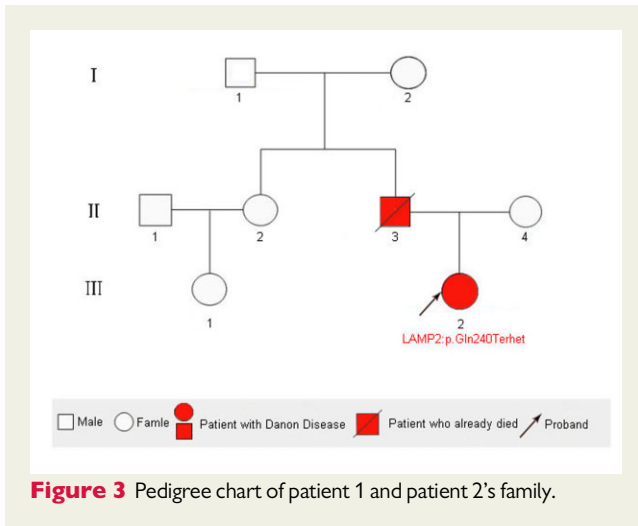 I
1
2
II
1
2
3
4
III
1
2
LAMP2:p.Gln240Terhet
Male
Famle
Patient with Danon Disease
Patient who already died
Proband
Figure 3 Pedigree chart of patient 1 and patient 2's family.